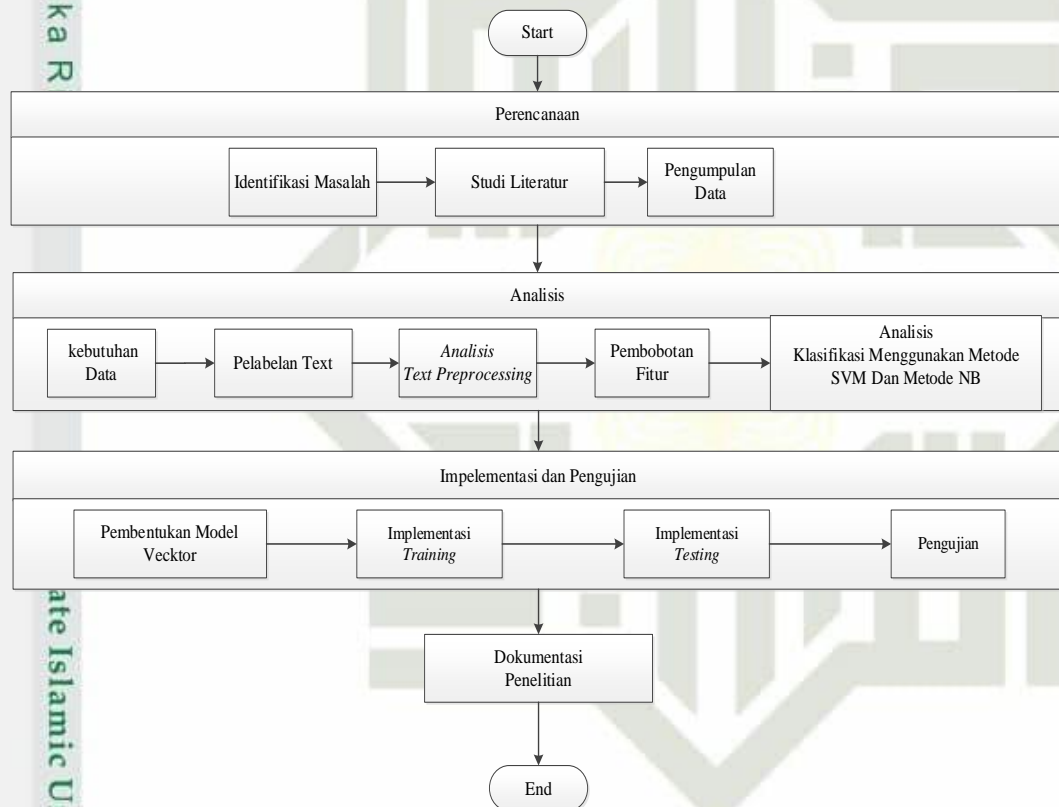 ka R
Start
Perencanaan
Identifikasi Masalah
Studi Literatur
Pengumpulan
Data
Analisis
kebutuhan
Data
Pelabelan Text
Analisis
Text Preprocessing
Pembobotan
Fitur
Analisis
Klasifikasi Menggunakan Metode
SVM Dan Metode NB
Impelementasi dan Pengujian
Pembentukan Model
Vecktor
Implementasi
Training
Implementasi
Testing
Pengujian
Dokumentasi
Penelitian
End
ate Islamic U